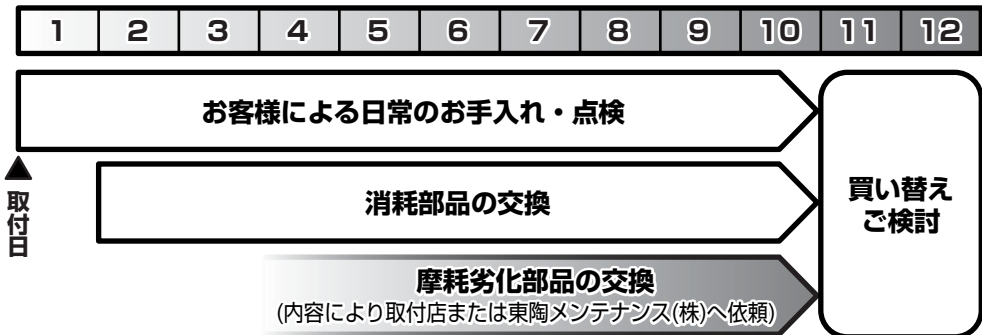 1 2 3 4 5 6 7 8 9 10 11 12
お客様による日常のお手入れ・点検
取付日
消耗部品の交換
買い替え
ご検討
摩耗劣化部品の交換
(内容により取付店または東陶メンテナンス(株)へ依頼)